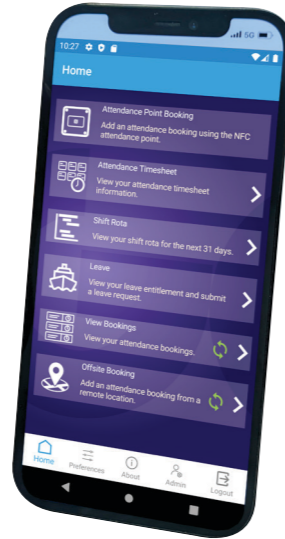 5G
10:27
Home
Attendance Point Booking
Add an attendance booking using the NFC
attendance point.
Attendance Timesheet
View your attendance timesheet
information.
Shift Rota
View your shift rota for the next 31 days.
Leave
View your leave entitlement and submit
a leave request.
View Bookings
View your attendance bookings.
Offsite Booking
Add an attendance booking from a
remote location.
Home Preferences About Admin Logout